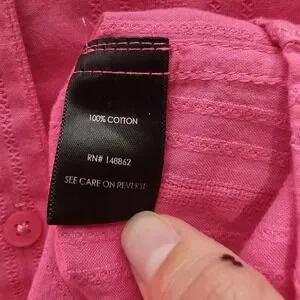 100% COTTON
RN# 148862
SEE CARE ON REVERSE